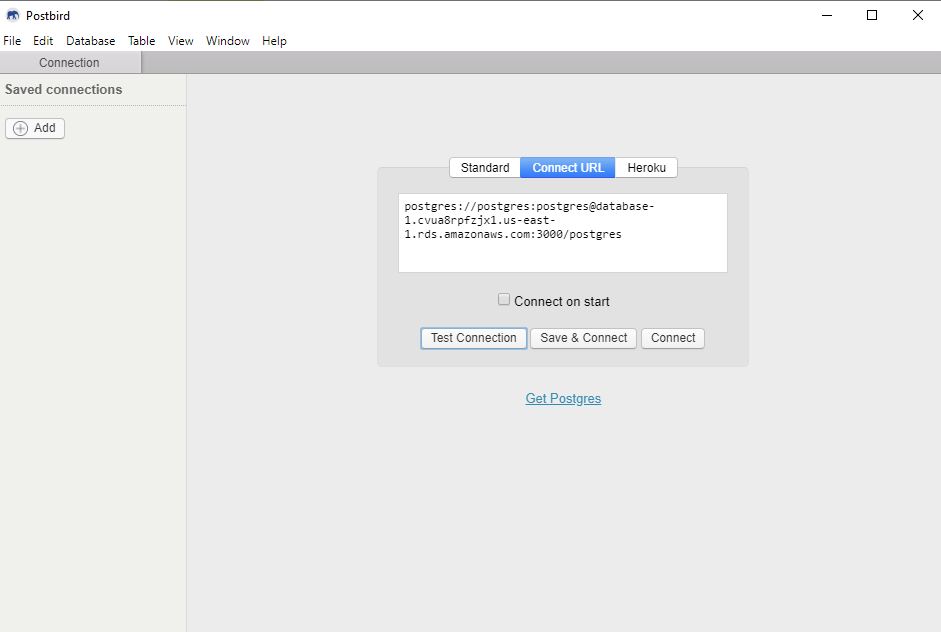 Postbird
File Edit Database Table View Window Help
Connection
Saved connections
Add
Standard Connect URL Heroku
postgres://postgres:postgres@database-
1.cvua8rpfzjx1.us-east-
1.rds.amazonaws.com:3000/postgres
Connect on start
Test Connection Save & Connect Connect
Get Postgres